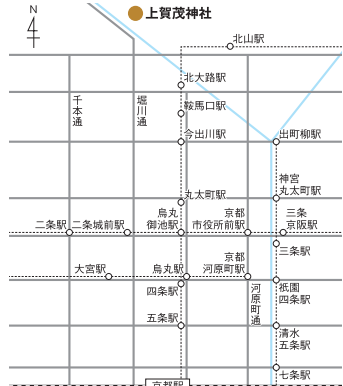 N
上賀茂神社
北山駅
北大路駅
千本通
堀川通
鞍馬口駅
今出川駅
出町柳駅
神宮
丸太町駅
丸太町駅
二条駅
二条城前駅
烏丸
御池駅
京都
市役所前駅
三条
京阪駅
三条駅
大宮駅
烏丸駅
京都
河原町駅
四条駅
河原町通
祇園
四条駅
五条駅
清水
五条駅
七条駅
京都駅